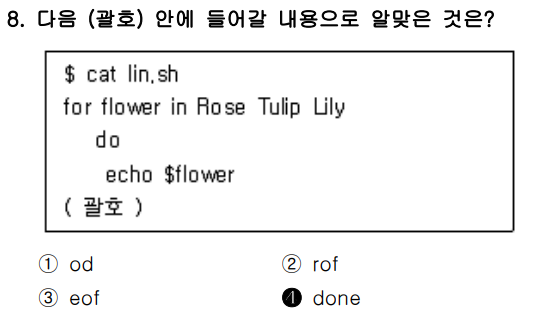 8. 다음 (괄호) 안에 들어갈 내용으로 알맞은 것은?
$ cat lin.sh
for flower in Rose Tulip Lily
do
echo $flower
( 괄호 )
① od ② rof
③ eof ❹ done